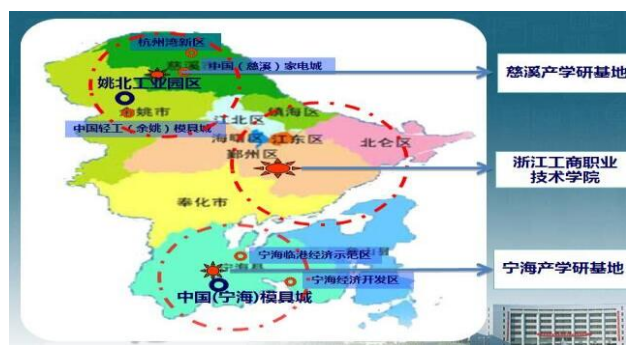 杭州湾新区
慈溪
中国（慈溪）家电城
慈溪产学研基地
姚北工业园区
余姚市
中国轻工（余姚）模具城
江北区
镇海区
海曙区
江东区
北仑区
鄞州区
浙江工商职业
技术学院
奉化市
宁海临港经济示范区
宁海县
宁海经济开发区
宁海产学研基地
中国(宁海)模具城